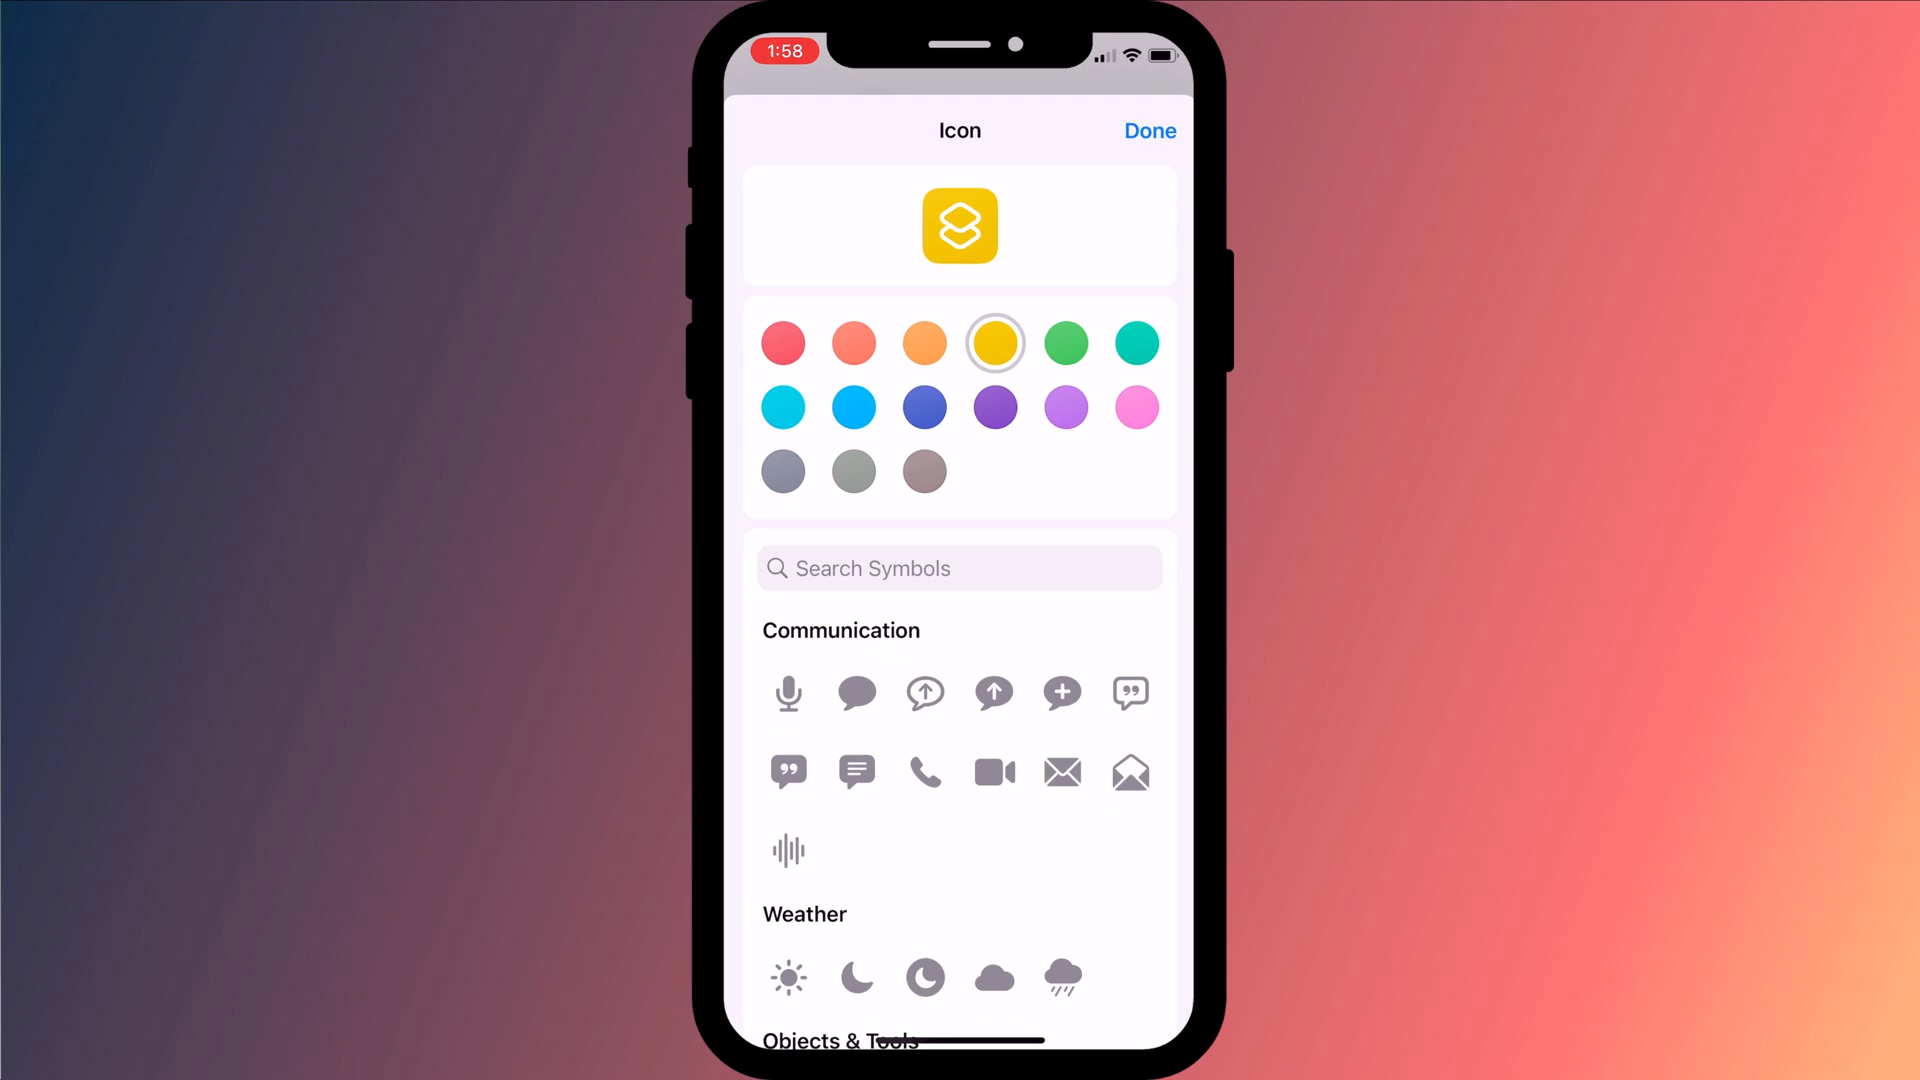 1:58
Icon
Done
Search Symbols
Communication
Weather
Objects & Tools